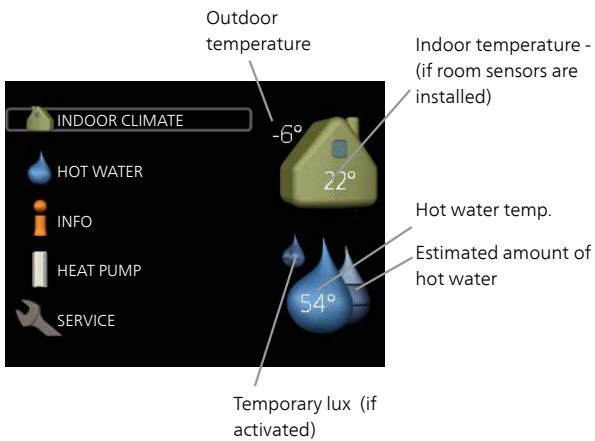 Outdoor
temperature
Indoor temperature -
(if room sensors are
installed)
INDOOR CLIMATE
-6°
HOT WATER
22°
INFO
Hot water temp.
HEAT PUMP
Estimated amount of
hot water
54°
SERVICE
Temporary lux (if
activated)